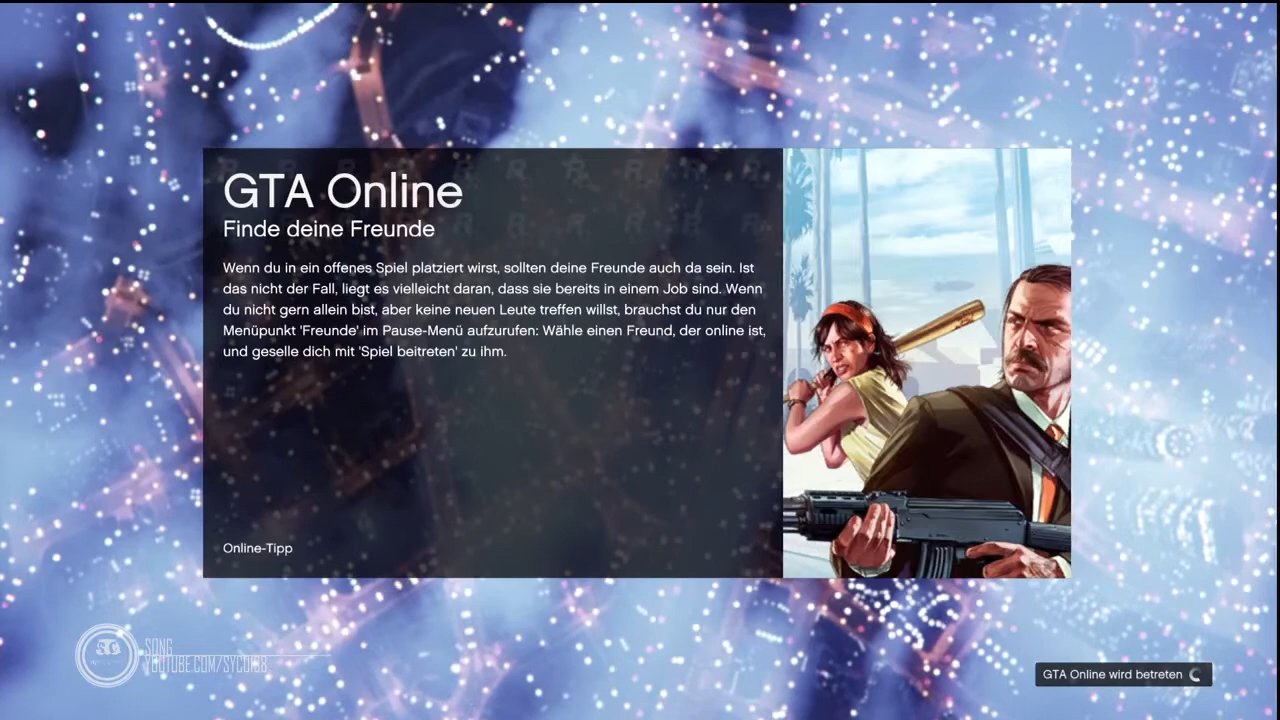 GTA Online
Finde deine Freunde
Wenn du in ein offenes Spiel platziert wirst, sollten deine Freunde auch da sein. Ist
das nicht der Fall, liegt es vielleicht daran, dass sie bereits in einem Job sind. Wenn
du nicht gern allein bist, aber keine neuen Leute treffen willst, brauchst du nur den
Menüpunkt 'Freunde' im Pause-Menü aufzurufen: Wähle einen Freund, der online ist,
und geselle dich mit 'Spiel beitreten' zu ihm.
Online-Tipp
SONG
GTA Online wird betreten